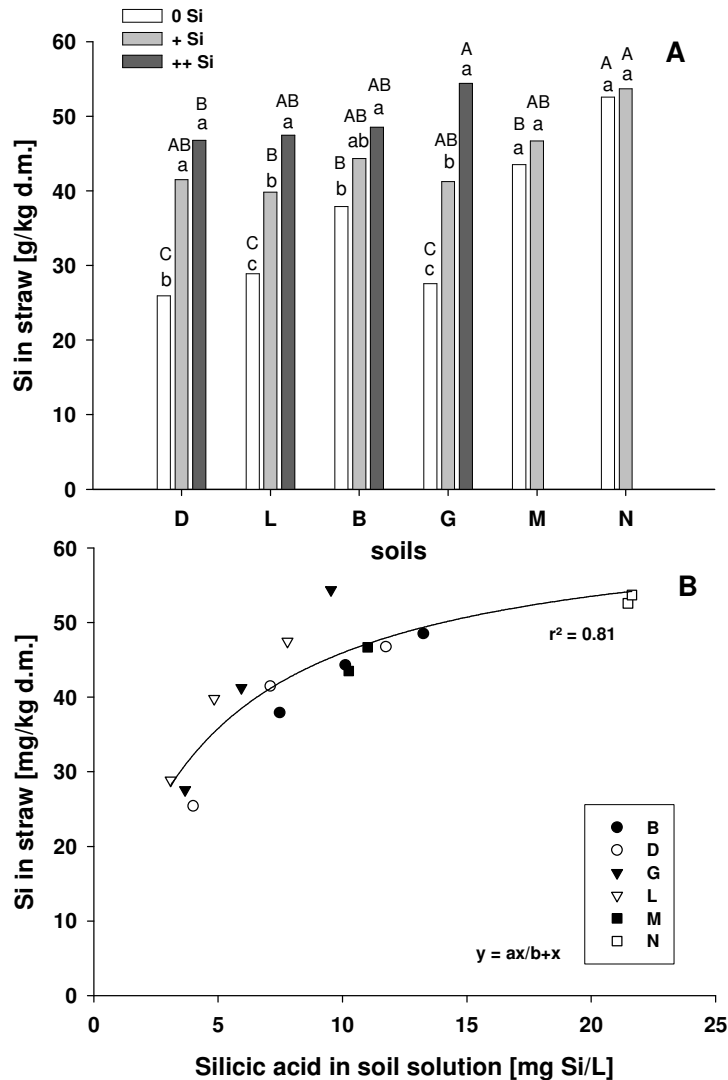 0 Si
+ Si
++ Si
A
60
50
40
30
20
10
0
Si in straw [g/kg d.m.]
C
b
AB
a
B
a
C
c
B
b
AB
a
B
b
AB
ab
AB
a
C
c
AB
b
A
a
B
a
AB
a
A
a
A
a
D L B G M N
soils
B
60
50
40
30
20
10
0
Si in straw [mg/kg d.m.]
r² = 0.81
B
D
G
L
M
N
y = ax/b+x
0 5 10 15 20 25
Silicic acid in soil solution [mg Si/L]